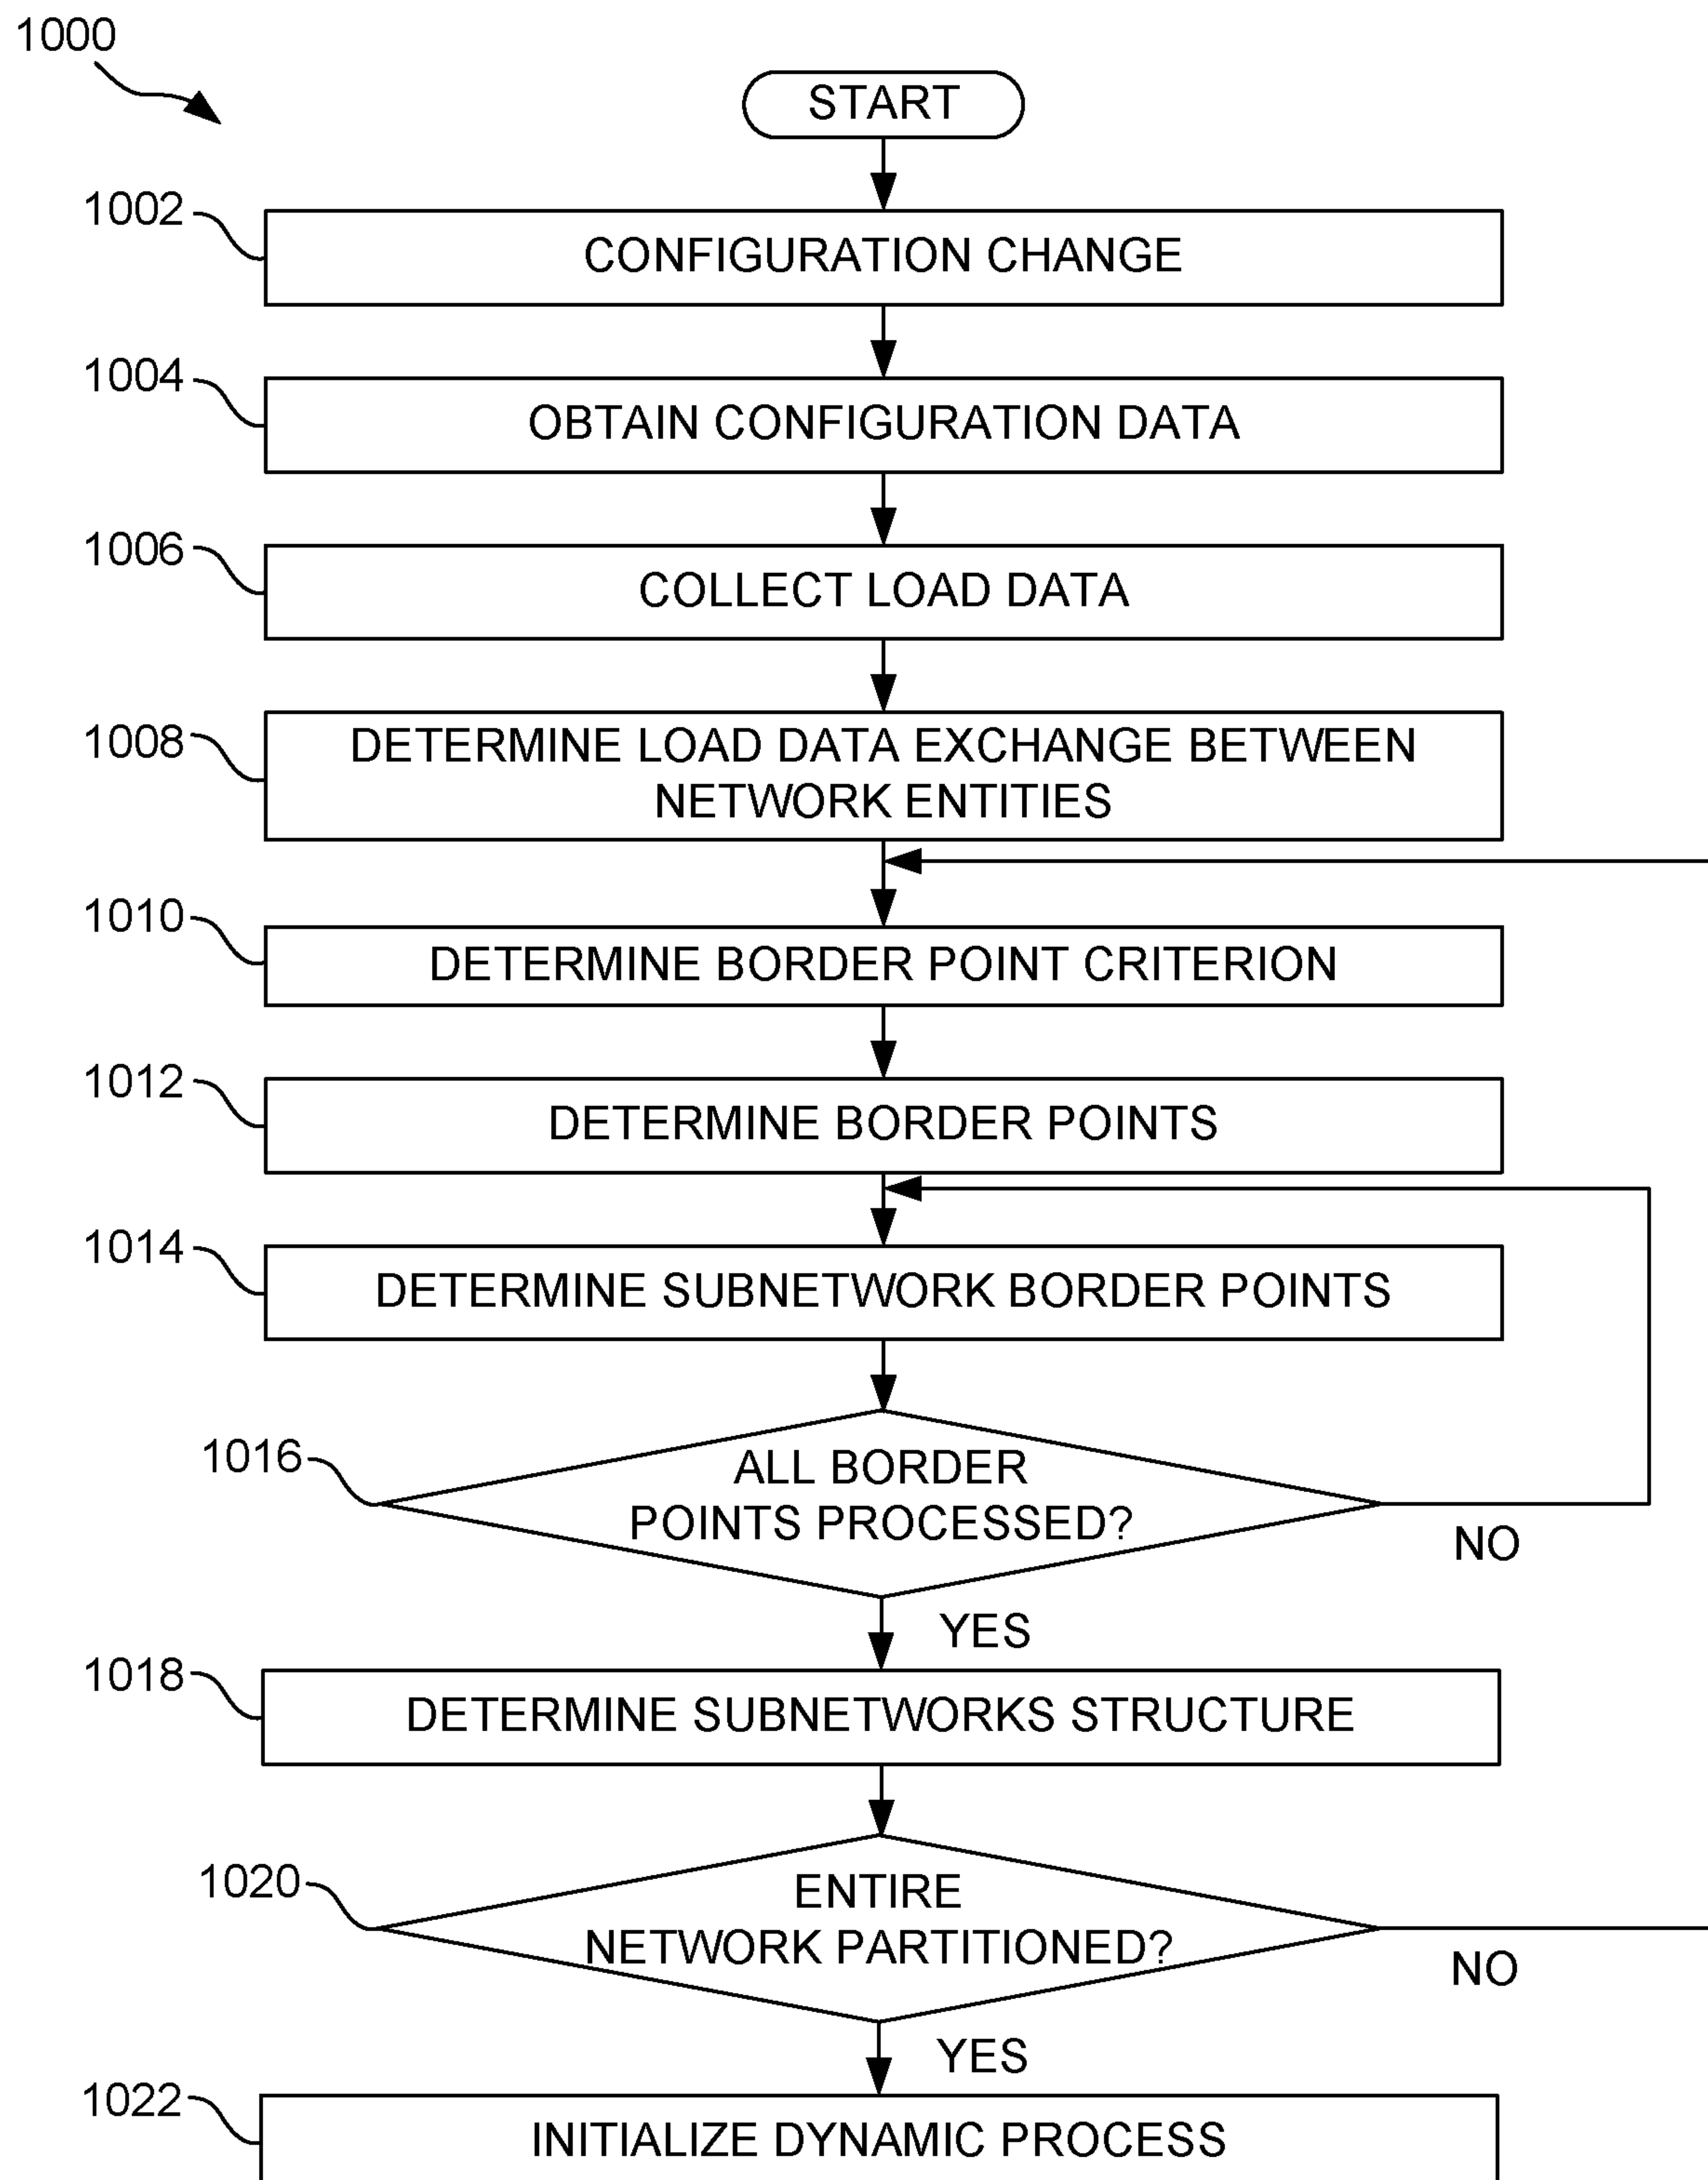 1000
START
1002
CONFIGURATION CHANGE
1004
OBTAIN CONFIGURATION DATA
1006
COLLECT LOAD DATA
1008
DETERMINE LOAD DATA EXCHANGE BETWEEN
NETWORK ENTITIES
1010
DETERMINE BORDER POINT CRITERION
1012
DETERMINE BORDER POINTS
1014
DETERMINE SUBNETWORK BORDER POINTS
1016
ALL BORDER
POINTS PROCESSED?
NO
YES
1018
DETERMINE SUBNETWORKS STRUCTURE
1020
ENTIRE
NETWORK PARTITIONED?
NO
YES
1022
INITIALIZE DYNAMIC PROCESS